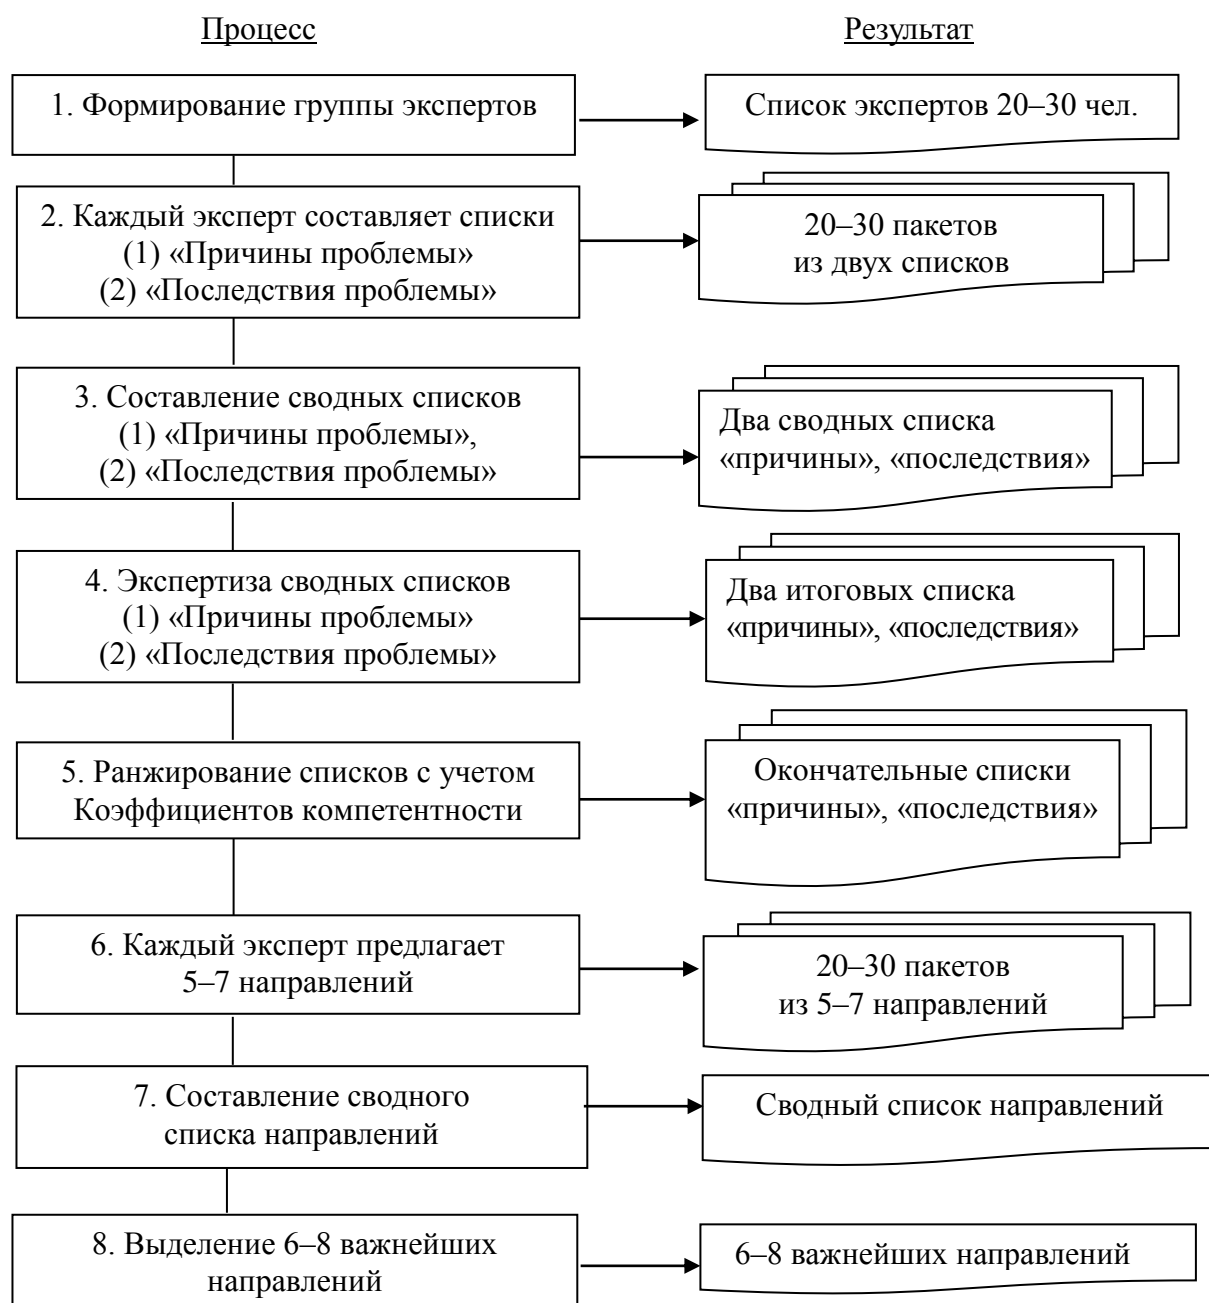 Процесс
Результат
1. Формирование группы экспертов
Список экспертов 20–30 чел.
2. Каждый эксперт составляет списки
(1) «Причины проблемы»
(2) «Последствия проблемы»
20–30 пакетов
из двух списков
3. Составление сводных списков
(1) «Причины проблемы»,
(2) «Последствия проблемы»
Два сводных списка
«причины», «последствия»
4. Экспертиза сводных списков
(1) «Причины проблемы»
(2) «Последствия проблемы»
Два итоговых списка
«причины», «последствия»
5. Ранжирование списков с учетом
Коэффициентов компетентности
Окончательные списки
«причины», «последствия»
6. Каждый эксперт предлагает
5–7 направлений
20–30 пакетов
из 5–7 направлений
7. Составление сводного
списка направлений
Сводный список направлений
8. Выделение 6–8 важнейших
направлений
6–8 важнейших направлений